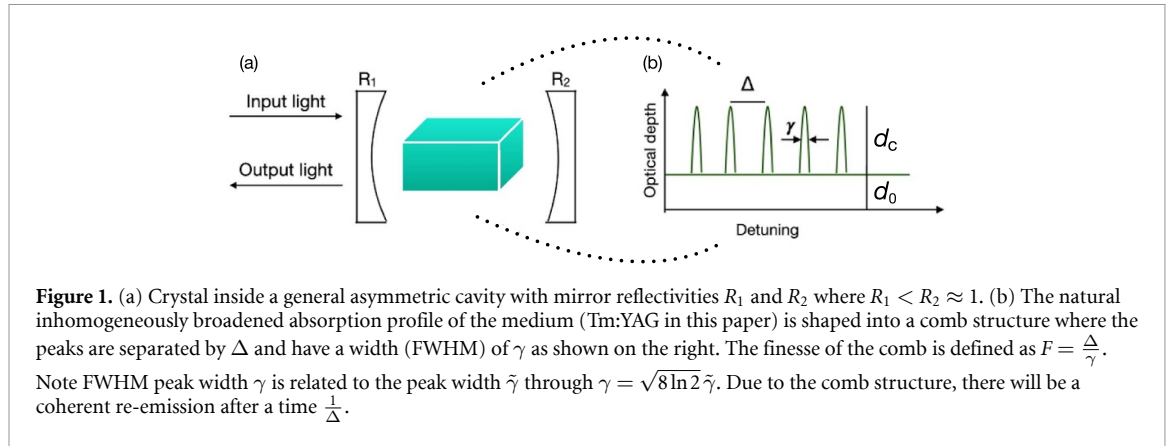 (a)
R₁
R₂
Input light
Output light
(b)
Δ
γ
Optical depth
d_c
d₀
Detuning
Figure 1. (a) Crystal inside a general asymmetric cavity with mirror reflectivities R₁ and R₂ where R₁ < R₂ ≈ 1. (b) The natural
inhomogeneously broadened absorption profile of the medium (Tm:YAG in this paper) is shaped into a comb structure where the
peaks are separated by Δ and have a width (FWHM) of γ as shown on the right. The finesse of the comb is defined as F = Δ/γ.
Note FWHM peak width γ is related to the peak width γ̃ through γ = √(8 ln 2) γ̃. Due to the comb structure, there will be a
coherent re-emission after a time 1/Δ.